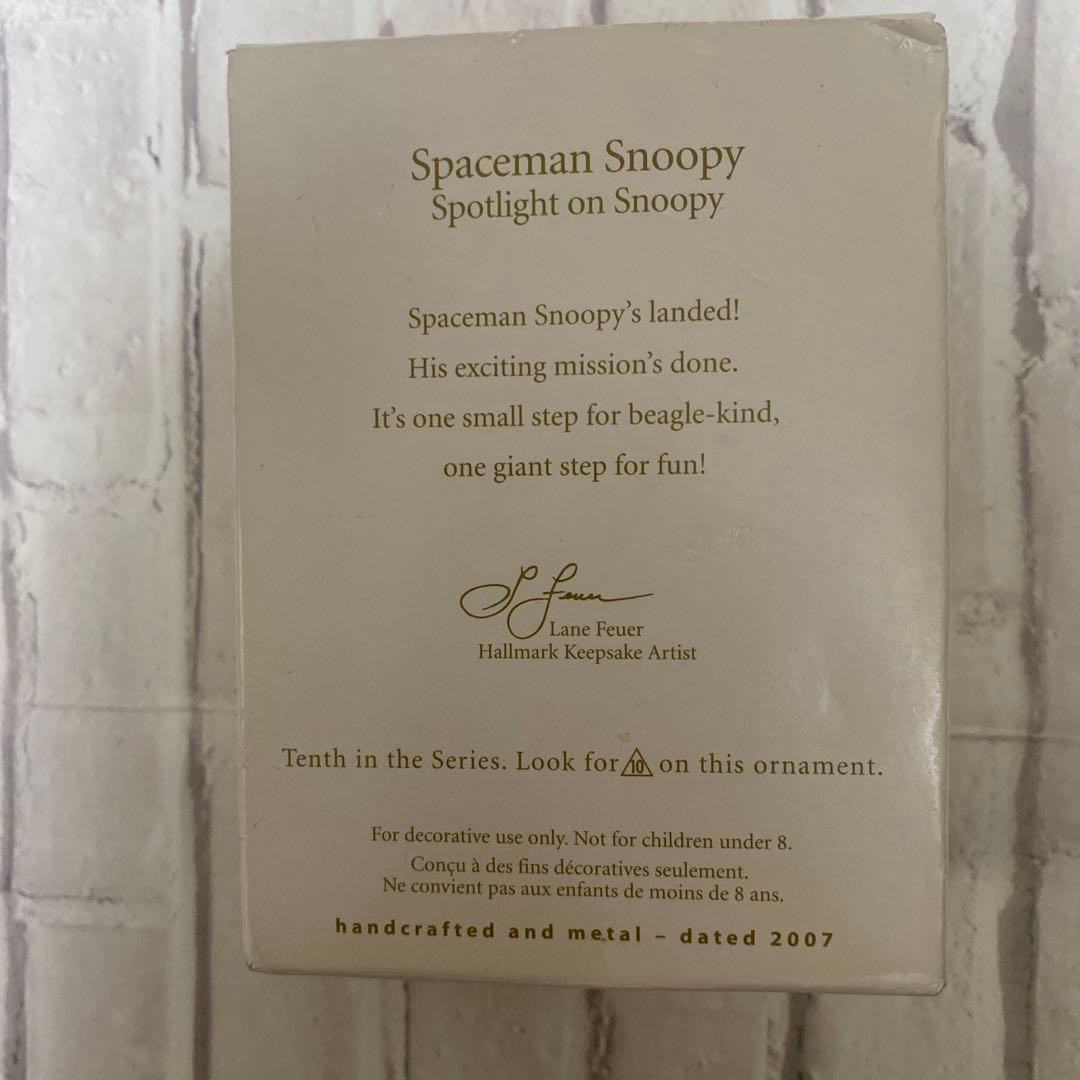 Spaceman Snoopy
Spotlight on Snoopy
Spaceman Snoopy’s landed!
His exciting mission’s done.
It’s one small step for beagle-kind,
one giant step for fun!
L Feuer
Lane Feuer
Hallmark Keepsake Artist
Tenth in the Series. Look for 10 on this ornament.
For decorative use only. Not for children under 8.
Conçu à des fins décoratives seulement.
Ne convient pas aux enfants de moins de 8 ans.
handcrafted and metal – dated 2007